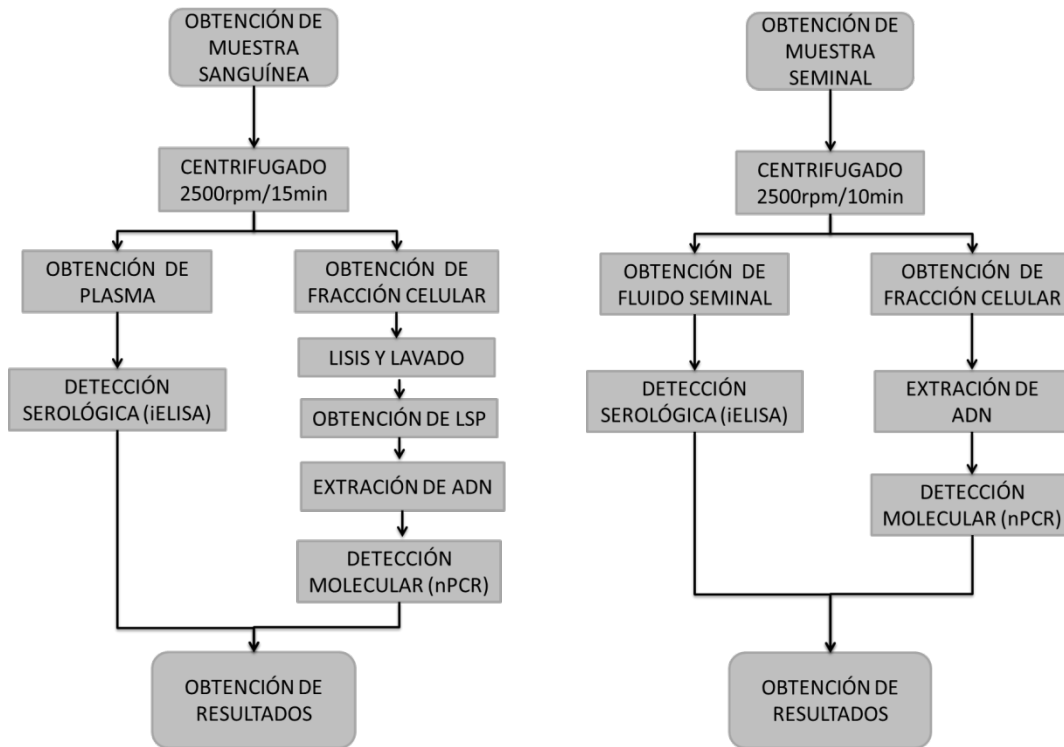 OBTENCIÓN DE
MUESTRA
SANGUÍNEA
CENTRIFUGADO
2500rpm/15min
OBTENCIÓN DE
PLASMA
OBTENCIÓN DE
FRACCIÓN CELULAR
LISIS Y LAVADO
DETECCIÓN
SEROLÓGICA (iELISA)
OBTENCIÓN DE LSP
EXTRACIÓN DE ADN
DETECCIÓN
MOLECULAR (nPCR)
OBTENCIÓN DE
RESULTADOS
OBTENCIÓN DE
MUESTRA
SEMINAL
CENTRIFUGADO
2500rpm/10min
OBTENCIÓN DE
FLUIDO SEMINAL
OBTENCIÓN DE
FRACCIÓN CELULAR
DETECCIÓN
SEROLÓGICA (iELISA)
EXTRACIÓN DE
ADN
DETECCIÓN
MOLECULAR (nPCR)
OBTENCIÓN DE
RESULTADOS